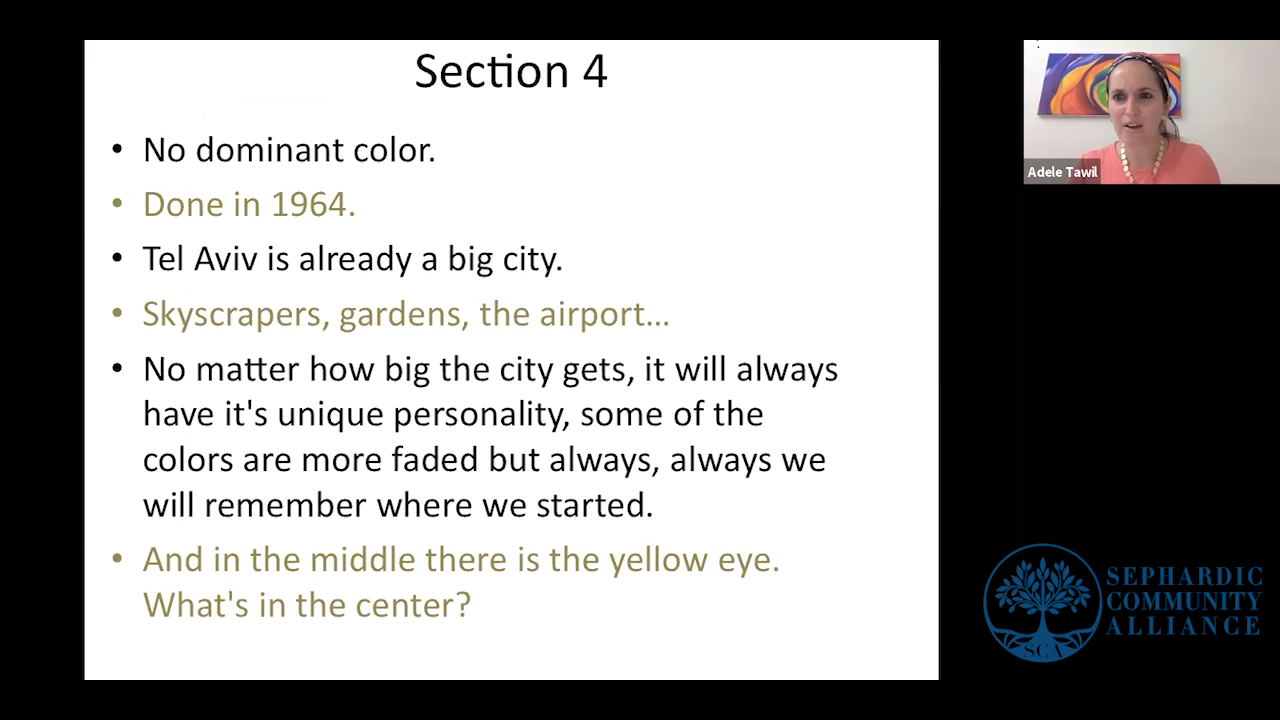 Section 4
• No dominant color.
• Done in 1964.
• Tel Aviv is already a big city.
• Skyscrapers, gardens, the airport…
• No matter how big the city gets, it will always
have it's unique personality, some of the
colors are more faded but always, always we
will remember where we started.
• And in the middle there is the yellow eye.
What's in the center?
Adele Tawil
SEPHARDIC
COMMUNITY
ALLIANCE
SCA